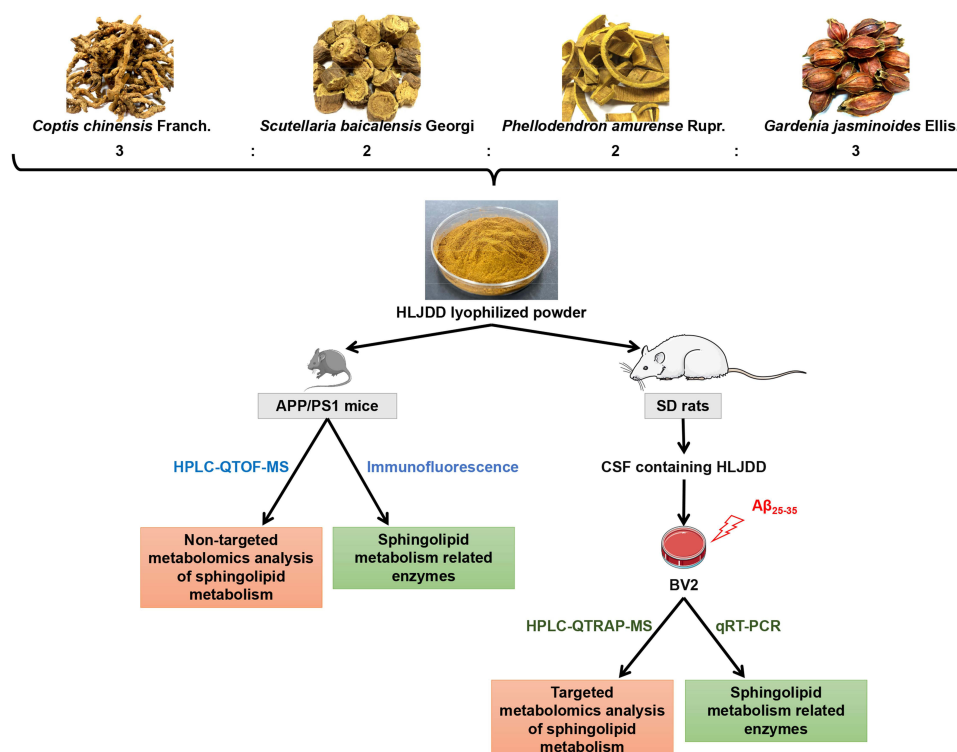 Coptis chinensis Franch.
Scutellaria baicalensis Georgi
Phellodendron amurense Rupr.
Gardenia jasminoides Ellis.
3 : 2 : 2 : 3
HLJDD lyophilized powder
APP/PS1 mice
SD rats
HPLC-QTOF-MS
Immunofluorescence
CSF containing HLJDD
Non-targeted
metabolomics analysis
of sphingolipid
metabolism
Sphingolipid
metabolism related
enzymes
Aβ25-35
BV2
HPLC-QTRAP-MS
qRT-PCR
Targeted
metabolomics analysis
of sphingolipid
metabolism
Sphingolipid
metabolism related
enzymes